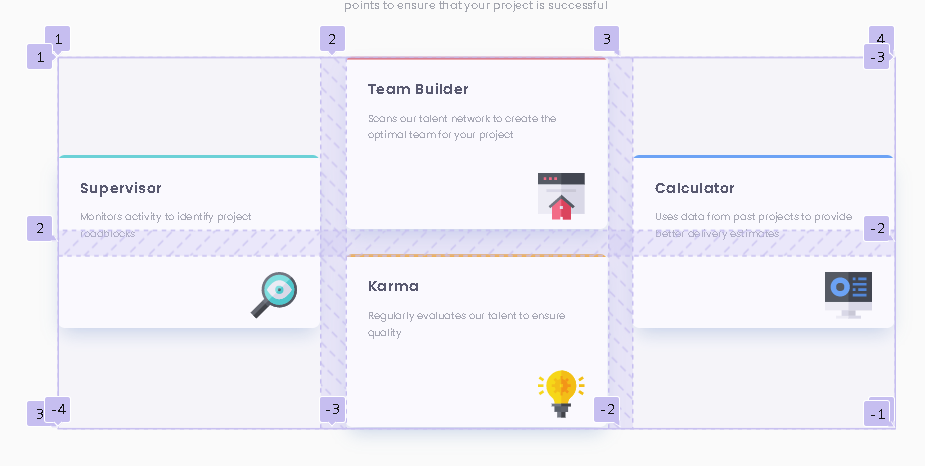 points to ensure that your project is successful
1
2
3
4
1
-3
Team Builder
Scans our talent network to create the
optimal team for your project
Supervisor
Monitors activity to identify project
roadblocks
Calculator
Uses data from past projects to provide
better delivery estimates
2
-2
Karma
Regularly evaluates our talent to ensure
quality
3
-4
-3
-2
-1